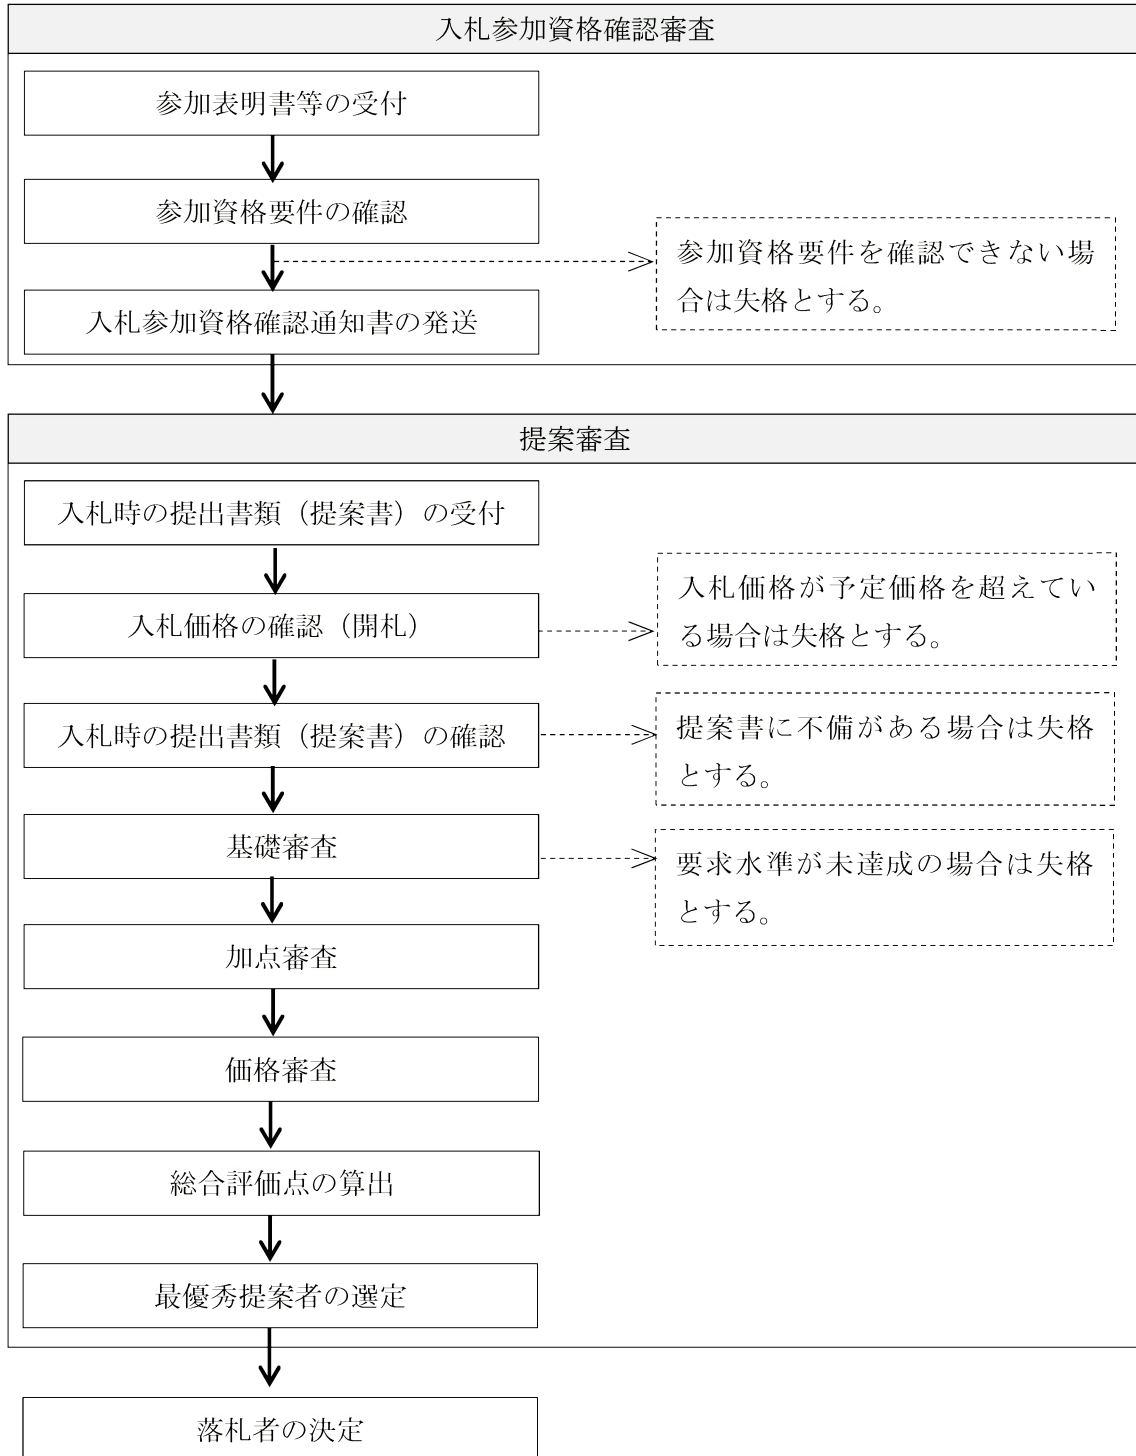 入札参加資格確認審査
参加表明書等の受付
参加資格要件の確認
参加資格要件を確認できない場
合は失格とする。
入札参加資格確認通知書の発送
提案審査
入札時の提出書類（提案書）の受付
入札価格の確認（開札）
入札価格が予定価格を超えてい
る場合は失格とする。
入札時の提出書類（提案書）の確認
提案書に不備がある場合は失格
とする。
基礎審査
要求水準が未達成の場合は失格
とする。
加点審査
価格審査
総合評価点の算出
最優秀提案者の選定
落札者の決定